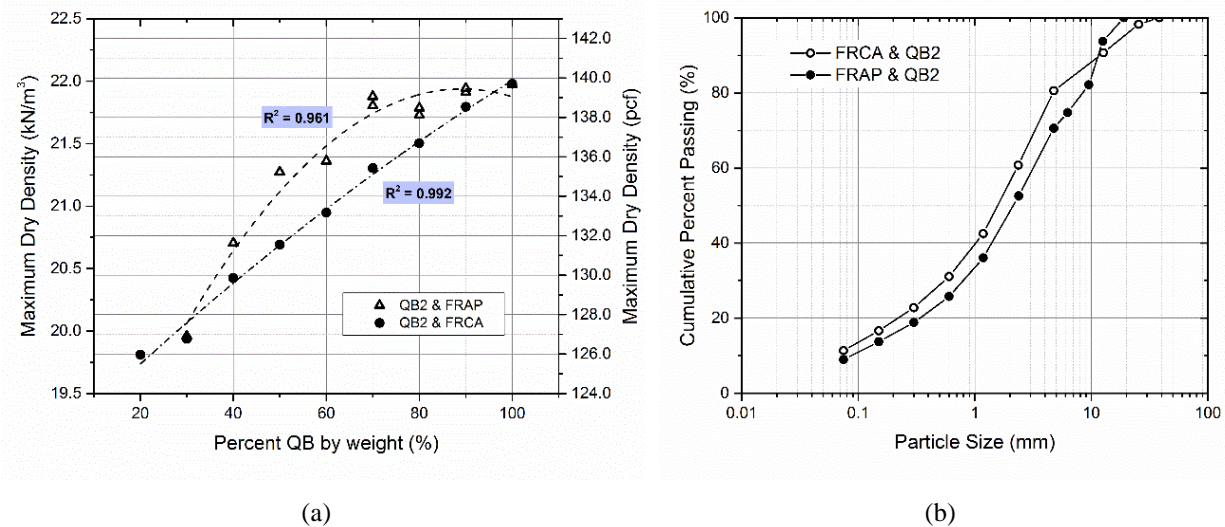 22.5
22.0
21.5
21.0
20.5
20.0
19.5
Maximum Dry Density (kN/m³)
20
40
60
80
100
Percent QB by weight (%)
142.0
140.0
138.0
136.0
134.0
132.0
130.0
128.0
126.0
124.0
Maximum Dry Density (pcf)
R² = 0.961
R² = 0.992
QB2 & FRAP
QB2 & FRCA
(a)
100
80
60
40
20
0
Cumulative Percent Passing (%)
FRCA & QB2
FRAP & QB2
0.01
0.1
1
10
100
Particle Size (mm)
(b)